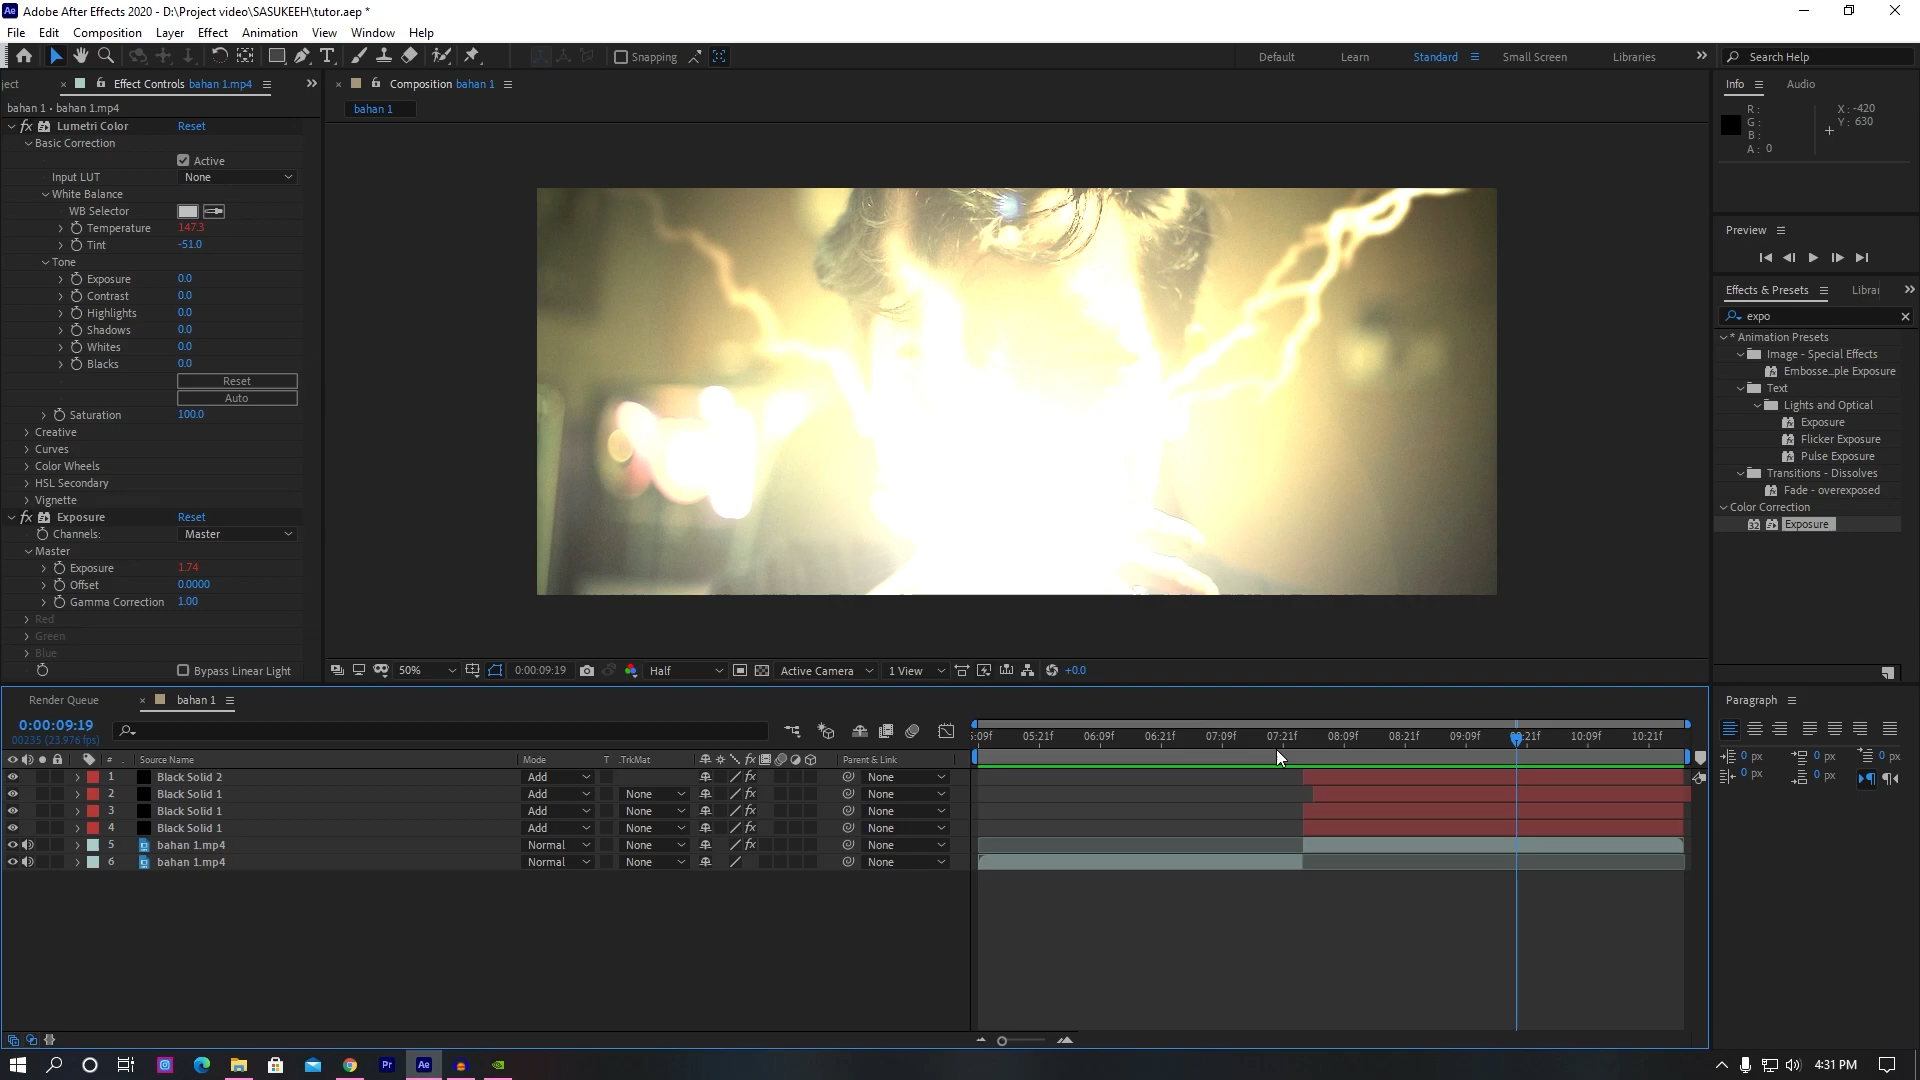 Ae Adobe After Effects 2020 - D:\Project video\SASUKEEH\tutor.aep *
File Edit Composition Layer Effect Animation View Window Help
Snapping
Default Learn Standard Small Screen Libraries
Search Help
ject
Effect Controls bahan 1.mp4
bahan 1 • bahan 1.mp4
fx Lumetri Color Reset
Basic Correction
Active
Input LUT None
White Balance
WB Selector
Temperature 147.3
Tint -51.0
Tone
Exposure 0.0
Contrast 0.0
Highlights 0.0
Shadows 0.0
Whites 0.0
Blacks 0.0
Reset
Auto
Saturation 100.0
Creative
Curves
Color Wheels
HSL Secondary
Vignette
fx Exposure Reset
Channels: Master
Master
Exposure 1.74
Offset 0.0000
Gamma Correction 1.00
Red
Green
Blue
Bypass Linear Light
Composition bahan 1
bahan 1
50% 0:00:09:19 Half Active Camera 1 View +0.0
Info Audio
R :
G :
B :
A : 0
X : -420
Y : 630
Preview
Effects & Presets Librar
expo
* Animation Presets
Image - Special Effects
Embosse...ple Exposure
Text
Lights and Optical
Exposure
Flicker Exposure
Pulse Exposure
Transitions - Dissolves
Fade - overexposed
Color Correction
32 Exposure
Render Queue bahan 1
0:00:09:19
00235 (23.976 fps)
# Source Name Mode T .TrkMat fx Parent & Link
1 Black Solid 2 Add fx None
2 Black Solid 1 Add None fx None
3 Black Solid 1 Add None fx None
4 Black Solid 1 Add None fx None
5 bahan 1.mp4 Normal None fx None
6 bahan 1.mp4 Normal None None
5:09f 05:21f 06:09f 06:21f 07:09f 07:21f 08:09f 08:21f 09:09f 10:09f 10:21f
Paragraph
0 px 0 px 0 px
0 px 0 px
Pr Ae
4:31 PM